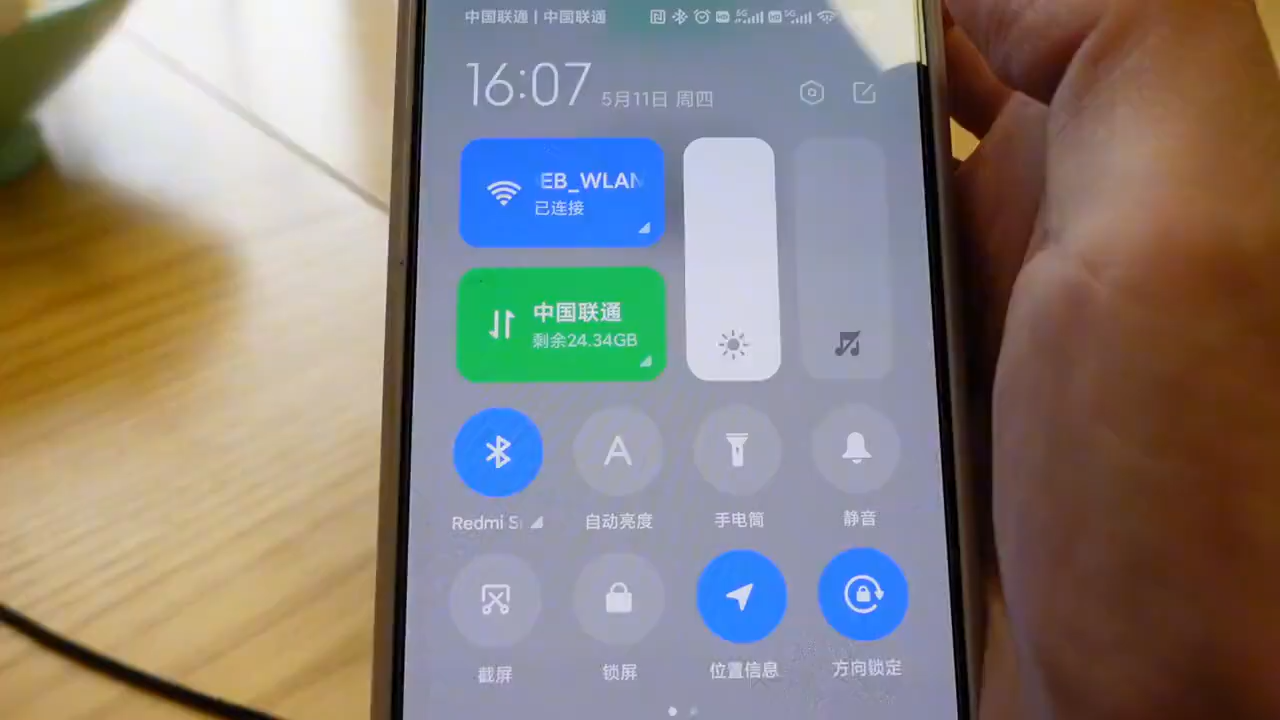 中国联通 | 中国联通
16:07 5月11日 周四
EB_WLAN
已连接
中国联通
剩余24.34GB
Redmi S 自动亮度 手电筒 静音
截屏 锁屏 位置信息 方向锁定